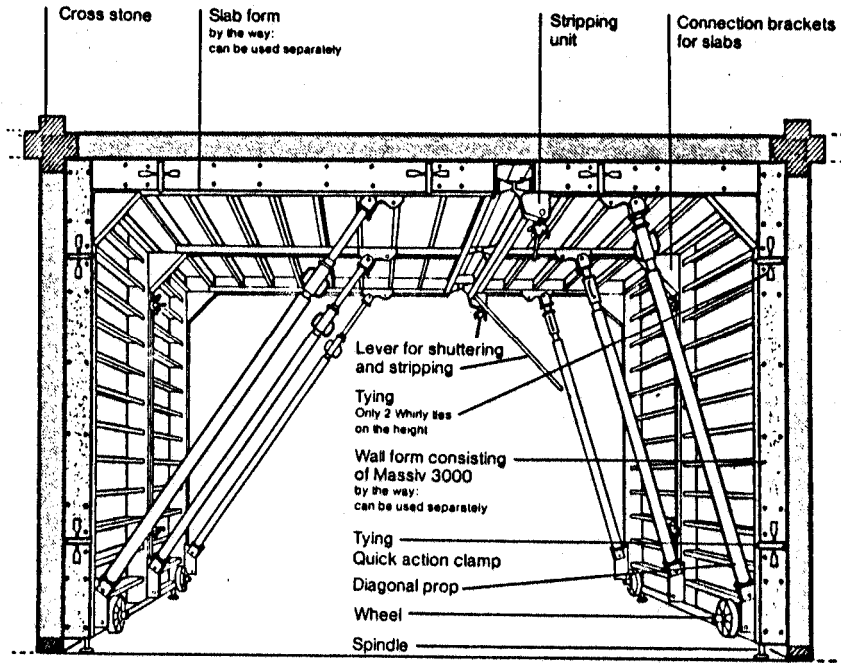 Cross stone
Slab form
by the way:
can be used separately
Stripping
unit
Connection brackets
for slabs
Lever for shuttering
and stripping
Tying
Only 2 Whirly ties
on the height
Wall form consisting
of Massiv 3000
by the way:
can be used separately
Tying
Quick action clamp
Diagonal prop
Wheel
Spindle